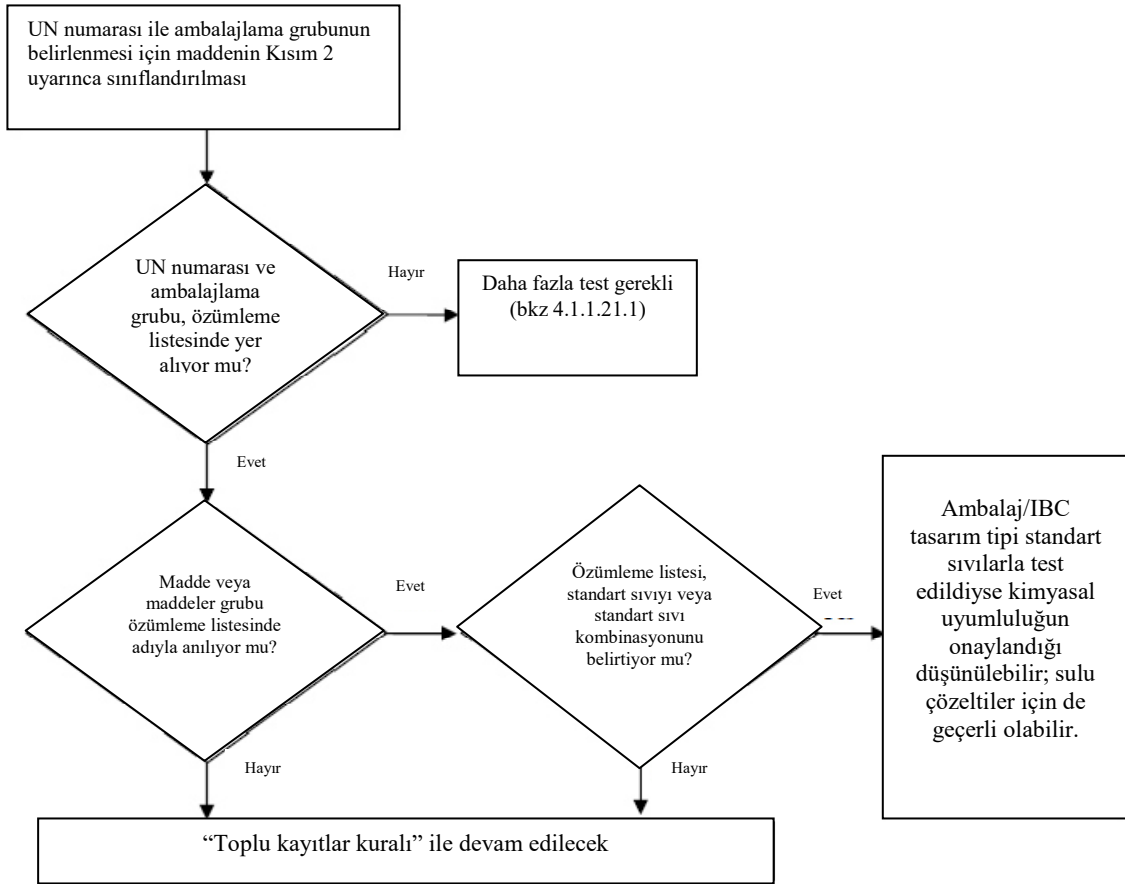 UN numarası ile ambalajlama grubunun
belirlenmesi için maddenin Kısım 2
uyarınca sınıflandırılması
UN numarası ve
ambalajlama
grubu, özümleme
listesinde yer
alıyor mu?
Hayır
Daha fazla test gerekli
(bkz 4.1.1.21.1)
Evet
Madde veya
maddeler grubu
özümleme listesinde
adıyla anılıyor mu?
Evet
Özümleme listesi,
standart sıvıyı veya
standart sıvı
kombinasyonunu
belirtiyor mu?
Evet
Ambalaj/IBC
tasarım tipi standart
sıvılarla test
edildiyse kimyasal
uyumluluğun
onaylandığı
düşünülebilir; sulu
çözeltiler için de
geçerli olabilir.
Hayır
Hayır
“Toplu kayıtlar kuralı” ile devam edilecek